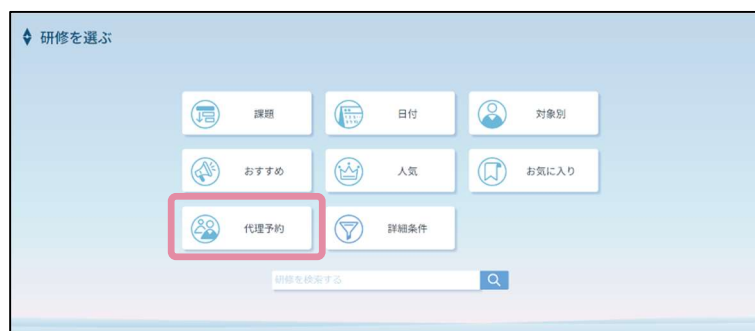 研修を選ぶ
課題
日付
対象別
おすすめ
人気
お気に入り
代理予約
詳細条件
研修を検索する